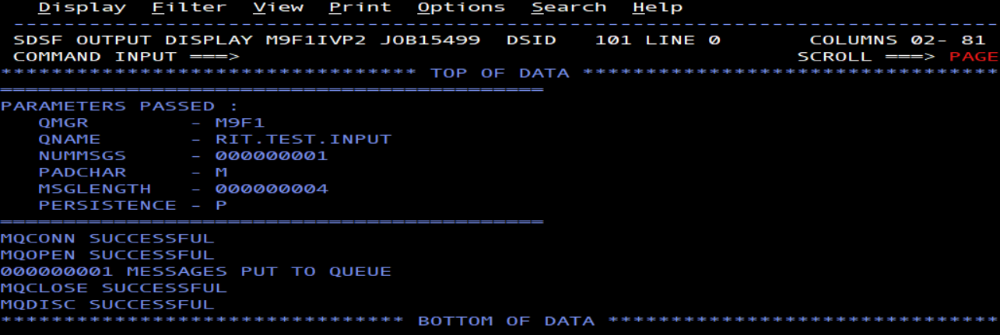 Display  Filter  View  Print  Options  Search  Help
-------------------------------------------------------------------------------
SDSF OUTPUT DISPLAY M9F1IVP2 JOB15499  DSID   101 LINE 0       COLUMNS 02- 81
COMMAND INPUT ===>                                            SCROLL ===> PAGE
********************************* TOP OF DATA *********************************
===========================================
PARAMETERS PASSED :
   QMGR        - M9F1
   QNAME       - RIT.TEST.INPUT
   NUMMSGS     - 000000001
   PADCHAR     - M
   MSGLENGTH   - 000000004
   PERSISTENCE - P
===========================================
MQCONN SUCCESSFUL
MQOPEN SUCCESSFUL
000000001 MESSAGES PUT TO QUEUE
MQCLOSE SUCCESSFUL
MQDISC SUCCESSFUL
******************************** BOTTOM OF DATA *******************************